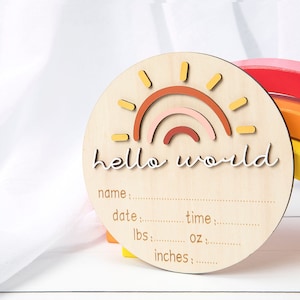 hello world
name:
date: time:
lbs: oz:
inches: